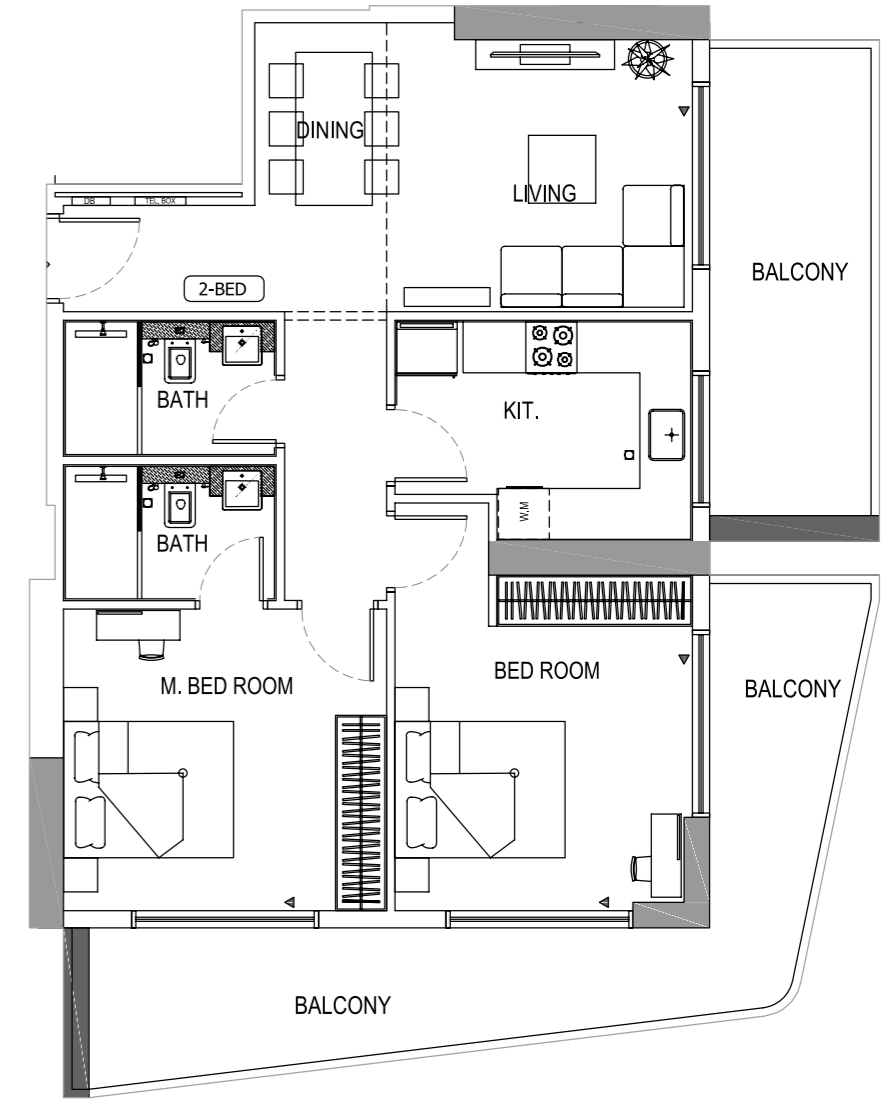 DINING
LIVING
DB
TEL. BOX
BALCONY
2-BED
BATH
KIT.
W.M
BATH
BED ROOM
M. BED ROOM
BALCONY
BALCONY